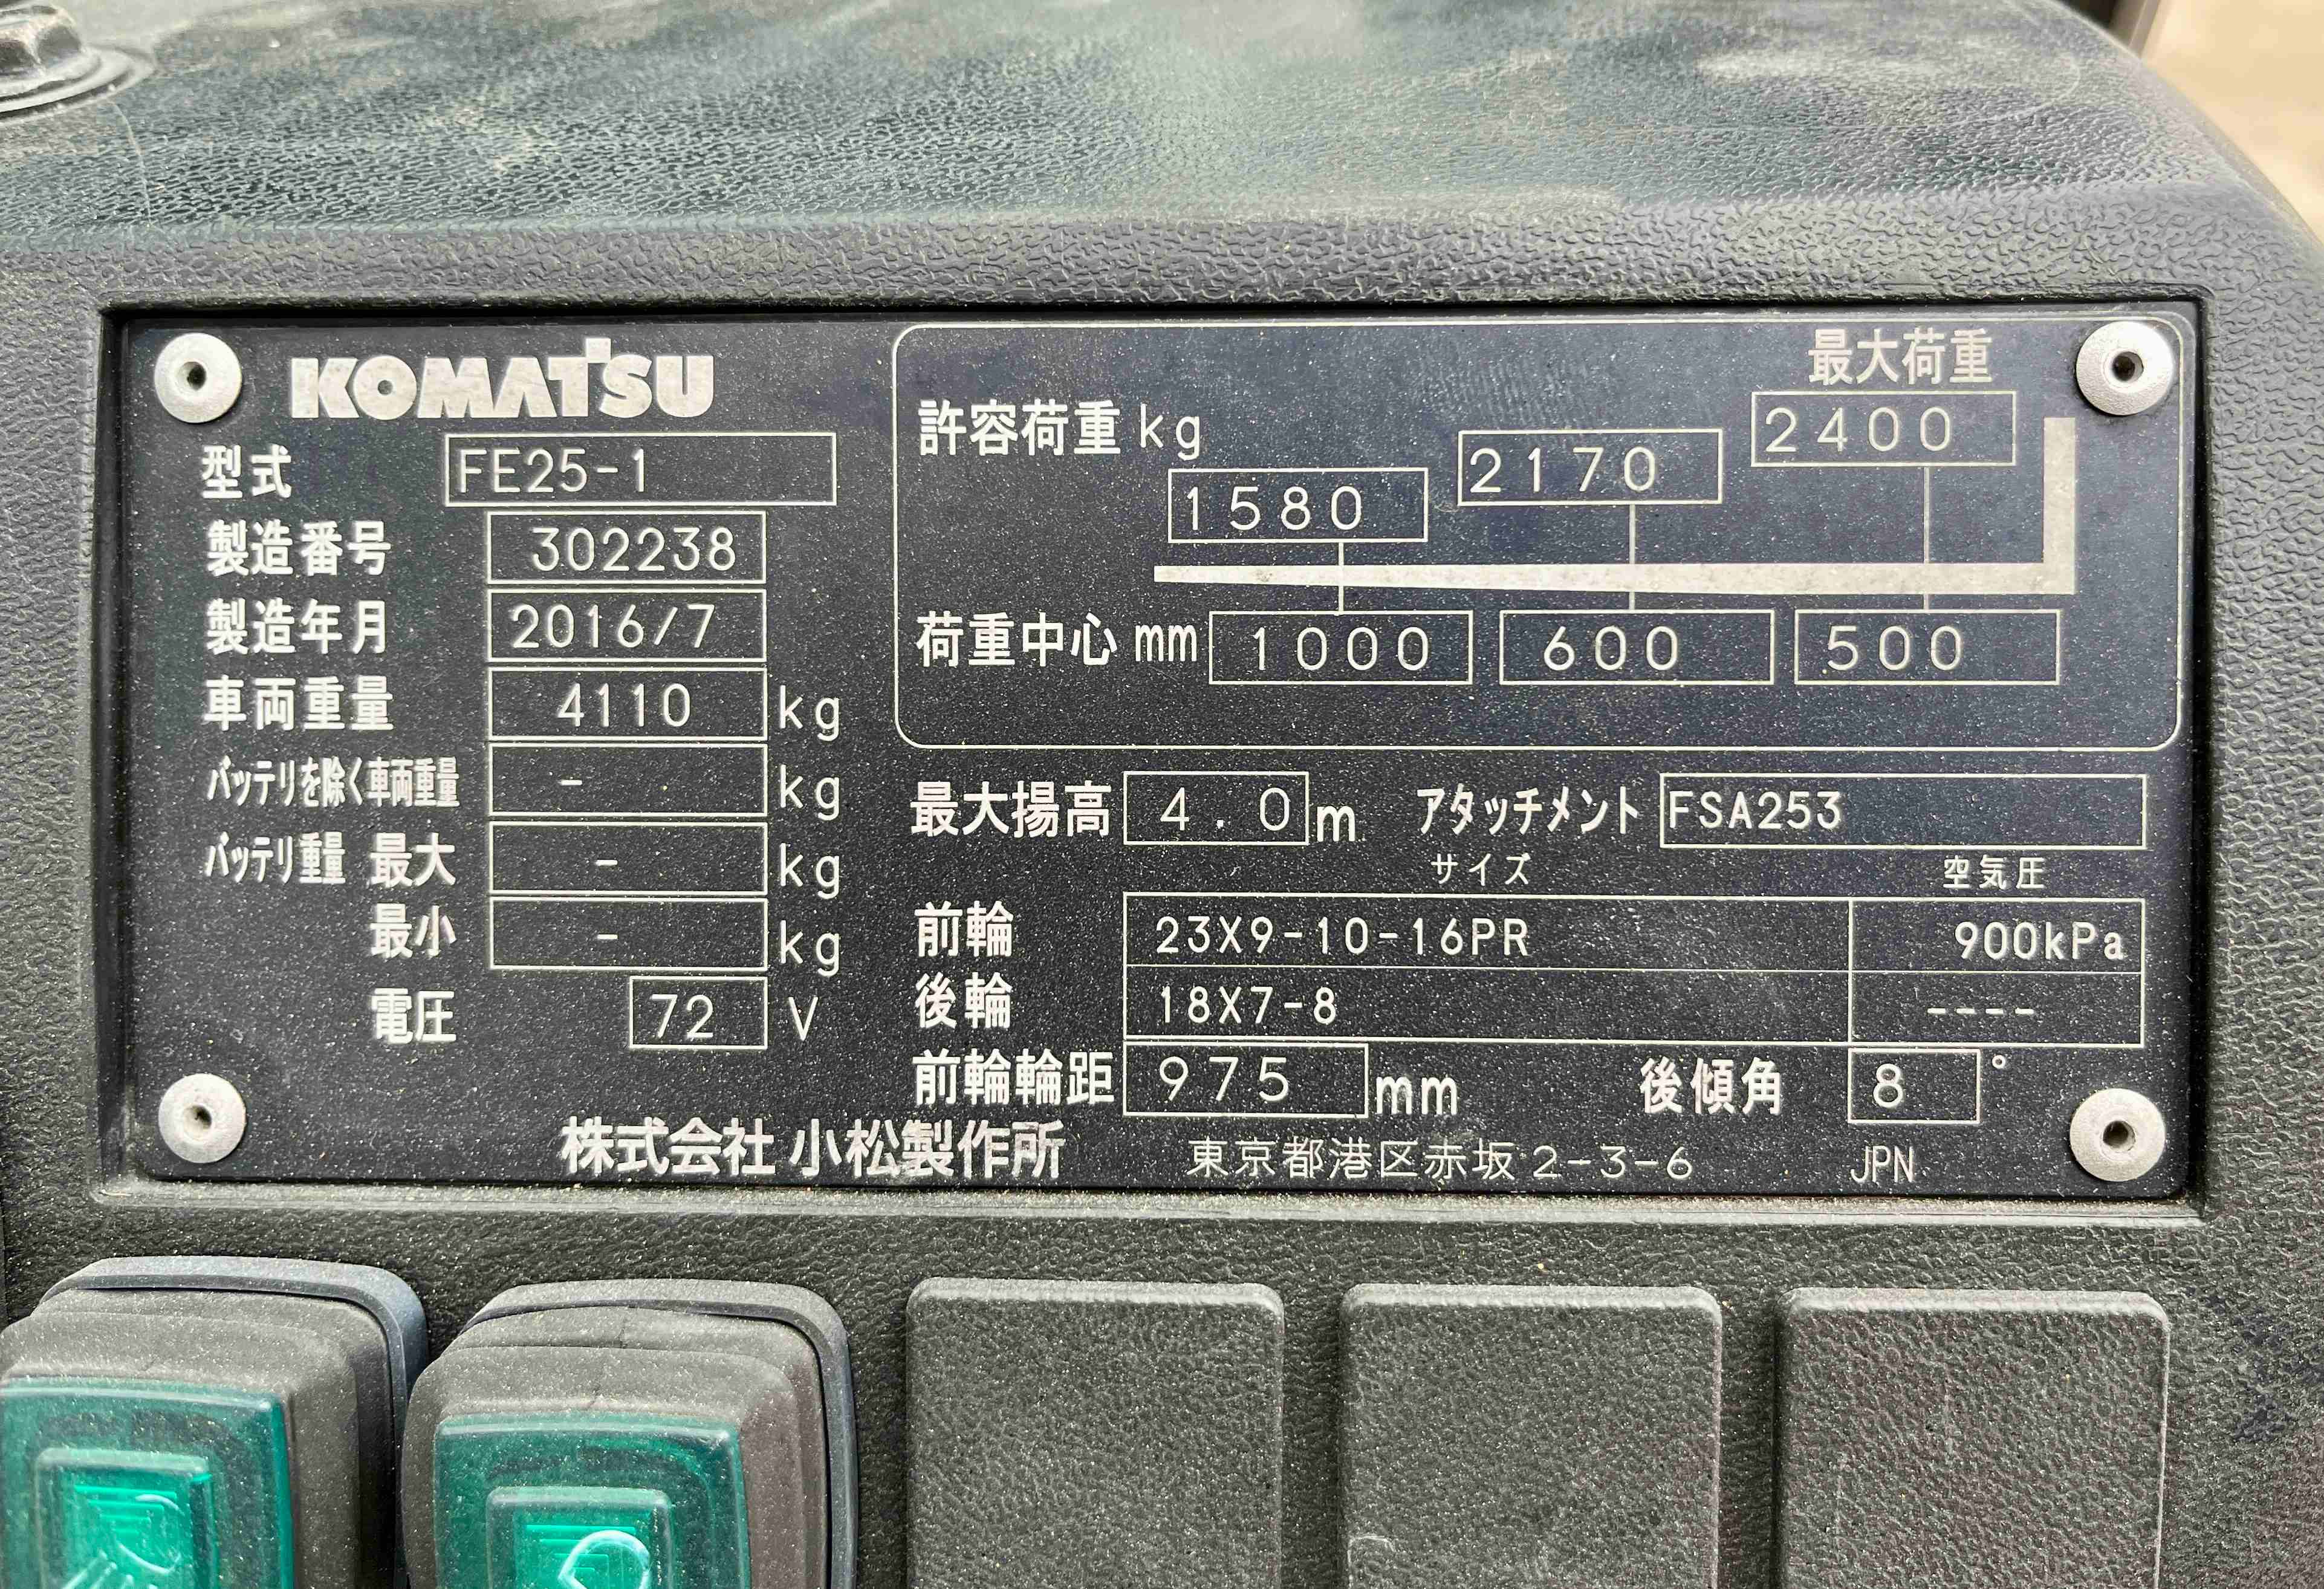 KOMATSU
型式 FE25-1
製造番号 302238
製造年月 2016/7
車両重量 4110 kg
バッテリを除く車両重量 - kg
バッテリ重量 最大 - kg
最小 - kg
電圧 72 V
最大荷重
許容荷重 kg 1580 2170 2400
荷重中心 mm 1000 600 500
最大揚高 4.0 m アタッチメント FSA253
サイズ 空気圧
前輪 23X9-10-16PR 900kPa
後輪 18X7-8 ----
前輪輪距 975 mm 後傾角 8 °
株式会社 小松製作所 東京都港区赤坂2-3-6 JPN